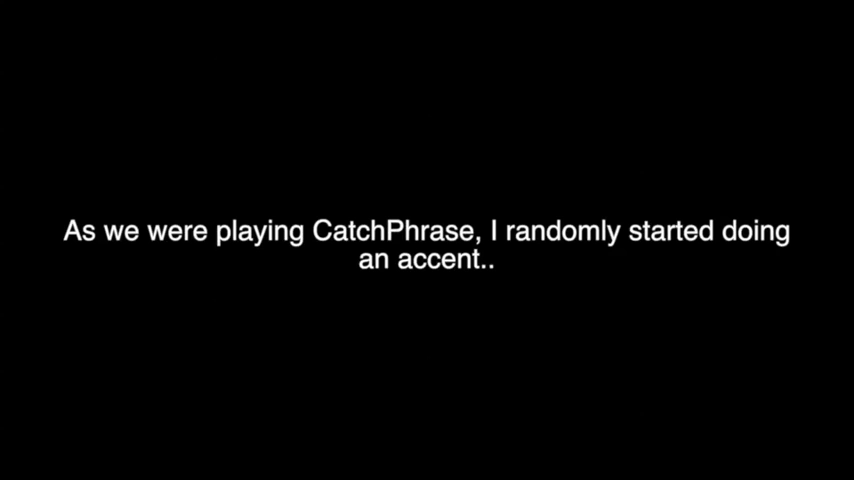 As we were playing CatchPhrase, I randomly started doing
an accent..